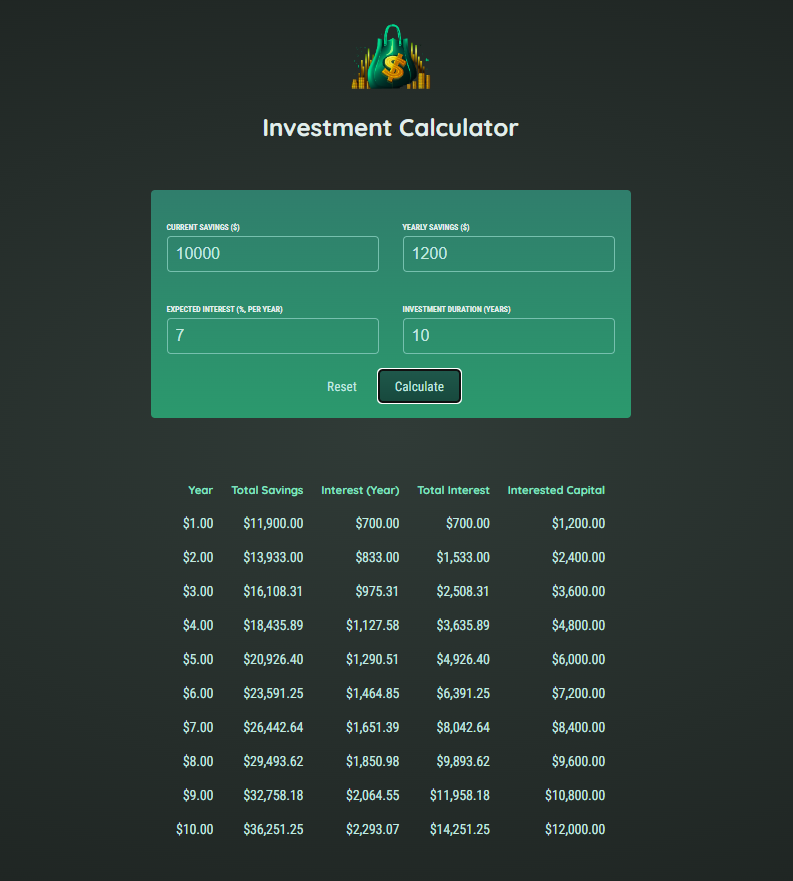 $
Investment Calculator
CURRENT SAVINGS ($) YEARLY SAVINGS ($)
10000 1200
EXPECTED INTEREST (%, PER YEAR) INVESTMENT DURATION (YEARS)
7 10
Reset Calculate
Year Total Savings Interest (Year) Total Interest Interested Capital
$1.00 $11,900.00 $700.00 $700.00 $1,200.00
$2.00 $13,933.00 $833.00 $1,533.00 $2,400.00
$3.00 $16,108.31 $975.31 $2,508.31 $3,600.00
$4.00 $18,435.89 $1,127.58 $3,635.89 $4,800.00
$5.00 $20,926.40 $1,290.51 $4,926.40 $6,000.00
$6.00 $23,591.25 $1,464.85 $6,391.25 $7,200.00
$7.00 $26,442.64 $1,651.39 $8,042.64 $8,400.00
$8.00 $29,493.62 $1,850.98 $9,893.62 $9,600.00
$9.00 $32,758.18 $2,064.55 $11,958.18 $10,800.00
$10.00 $36,251.25 $2,293.07 $14,251.25 $12,000.00